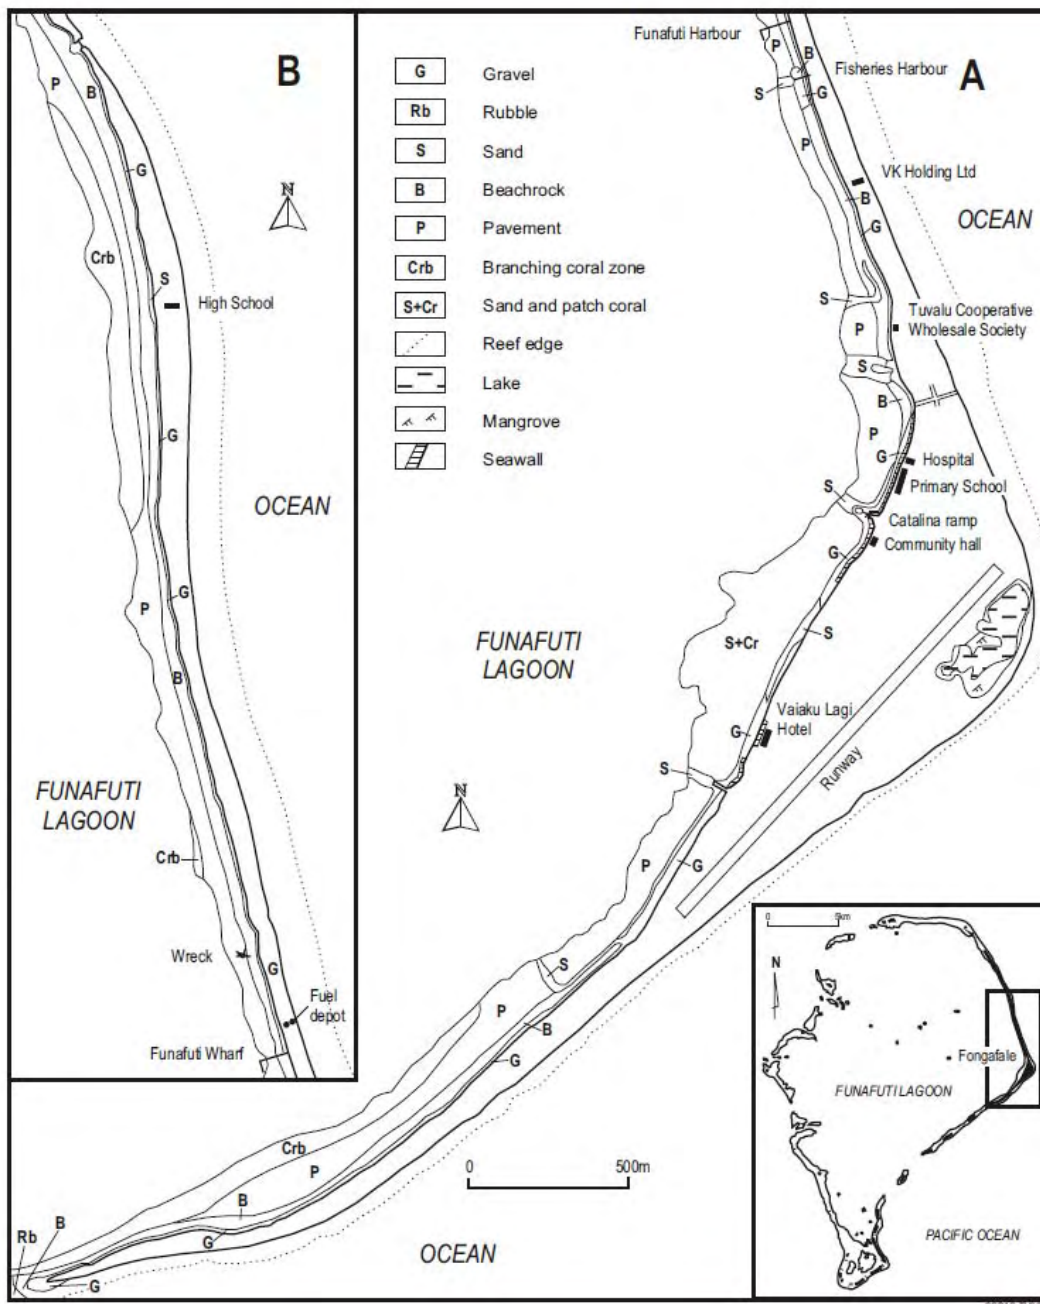 B
P
B
G
N
Crb
S
High School
G
OCEAN
G
P
B
FUNAFUTI
LAGOON
Crb
Wreck
G
Fuel
depot
Funafuti Wharf
G Gravel
Rb Rubble
S Sand
B Beachrock
P Pavement
Crb Branching coral zone
S+Cr Sand and patch coral
Reef edge
Lake
Mangrove
Seawall
A
Funafuti Harbour
P
B
Fisheries Harbour
S
G
P
VK Holding Ltd
B
OCEAN
G
S
Tuvalu Cooperative
Wholesale Society
P
S
B
P
G
Hospital
S
Primary School
Catalina ramp
G
Community hall
FUNAFUTI
LAGOON
S+Cr
S
Vaiaku Lagi
Hotel
G
S
Runway
N
P
G
S
P
B
G
Crb
P
0 500m
B
G
OCEAN
Rb
B
G
0 5km
N
Fongafale
FUNAFUTI LAGOON
PACIFIC OCEAN